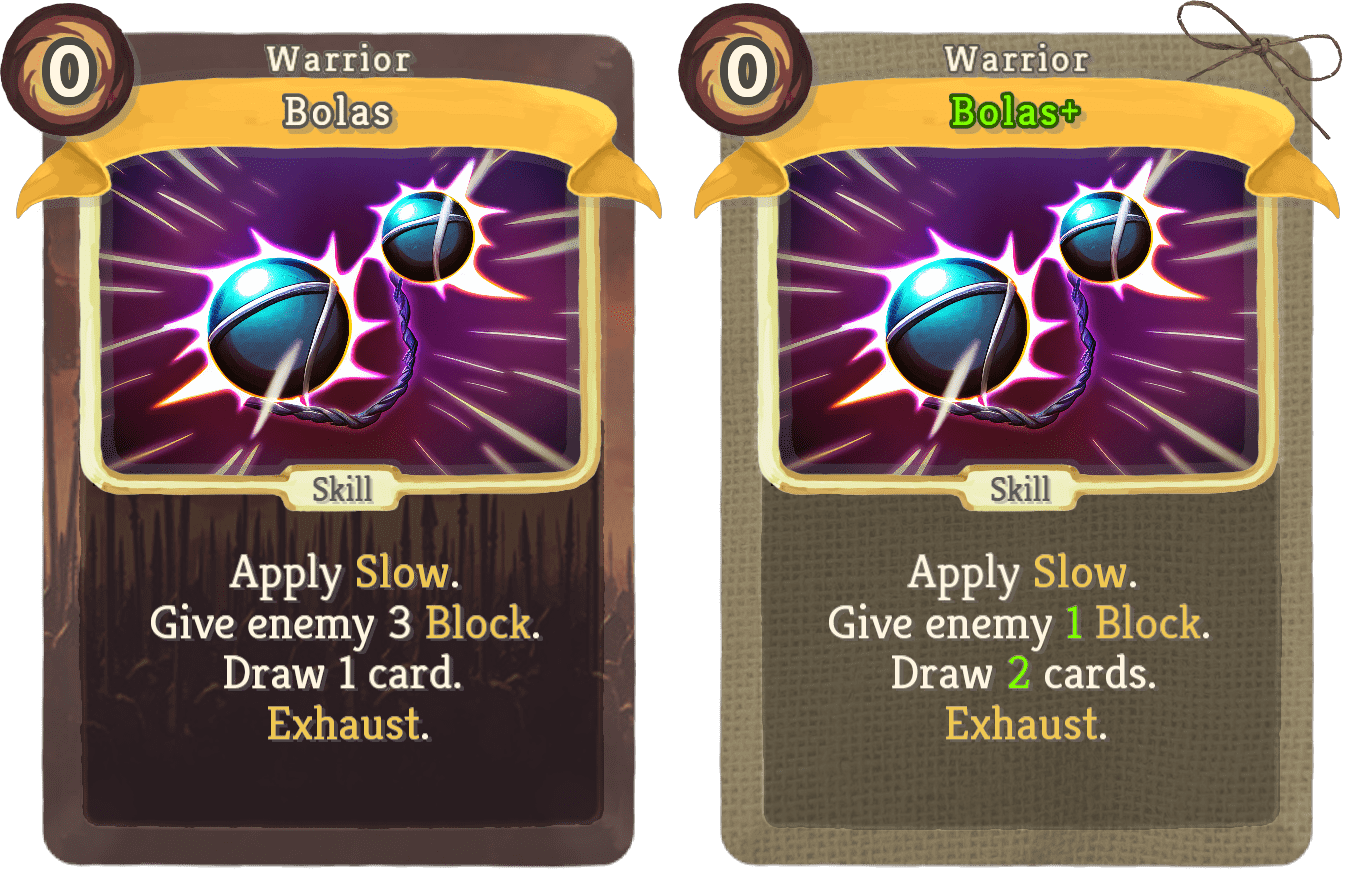 0
Warrior
Bolas
Skill
Apply Slow.
Give enemy 3 Block.
Draw 1 card.
Exhaust.
0
Warrior
Bolas+
Skill
Apply Slow.
Give enemy 1 Block.
Draw 2 cards.
Exhaust.